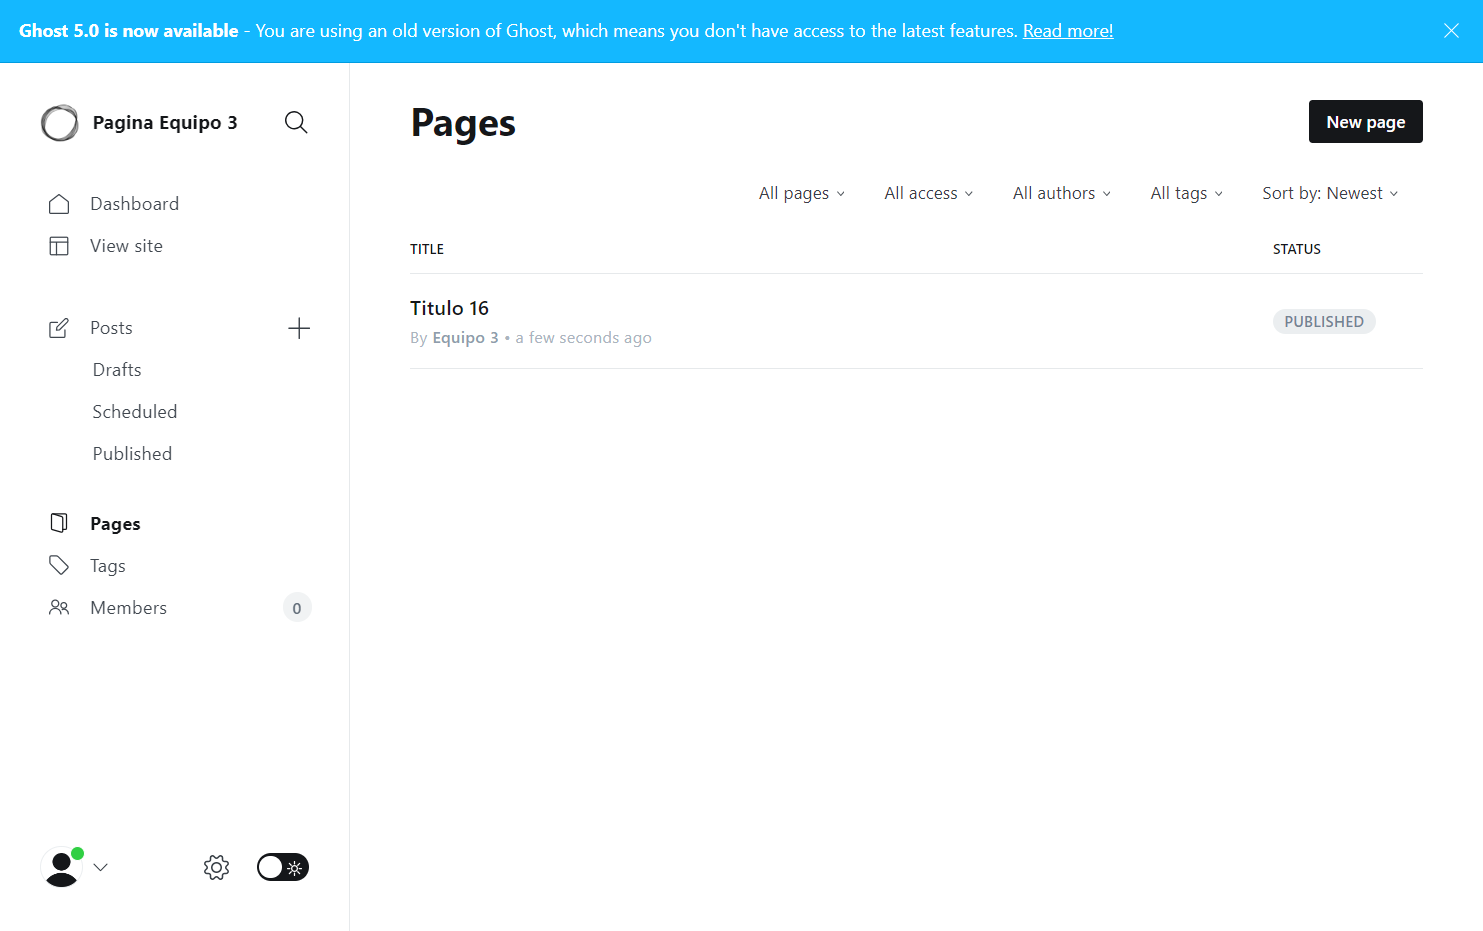 Ghost 5.0 is now available - You are using an old version of Ghost, which means you don't have access to the latest features. Read more!
Pagina Equipo 3
Dashboard
View site
Posts
Drafts
Scheduled
Published
Pages
Tags
Members 0
Pages
New page
All pages All access All authors All tags Sort by: Newest
TITLE STATUS
Titulo 16
By Equipo 3 • a few seconds ago
PUBLISHED